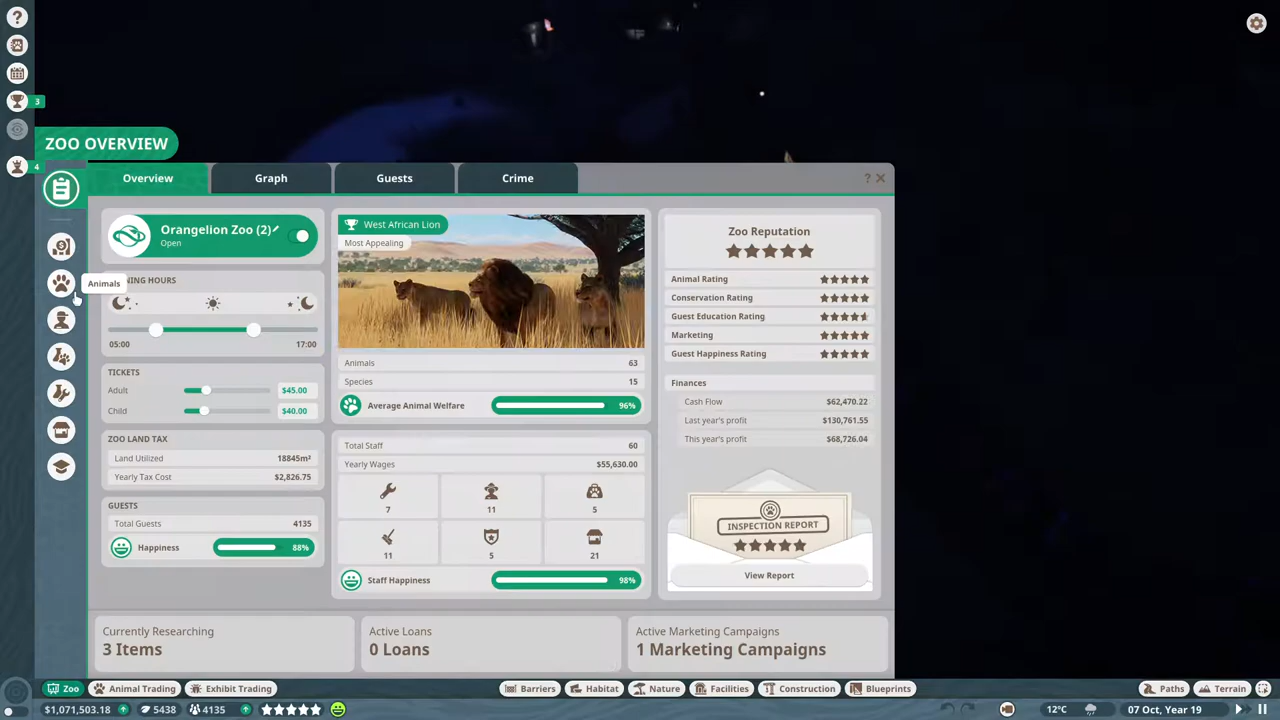 ?
3
ZOO OVERVIEW
4
Overview
Graph
Guests
Crime
? ×
Orangelion Zoo (2)
Open
Animals
NING HOURS
05:00
17:00
TICKETS
Adult
$45.00
Child
$40.00
ZOO LAND TAX
Land Utilized
18845m²
Yearly Tax Cost
$2,826.75
GUESTS
Total Guests
4135
Happiness
88%
West African Lion
Most Appealing
Animals
63
Species
15
Average Animal Welfare
96%
Total Staff
60
Yearly Wages
$55,630.00
7
11
5
11
5
21
Staff Happiness
98%
Zoo Reputation
Animal Rating
Conservation Rating
Guest Education Rating
Marketing
Guest Happiness Rating
Finances
Cash Flow
$62,470.22
Last year's profit
$130,761.55
This year's profit
$68,726.04
INSPECTION REPORT
View Report
Currently Researching
3 Items
Active Loans
0 Loans
Active Marketing Campaigns
1 Marketing Campaigns
Zoo
Animal Trading
Exhibit Trading
Barriers
Habitat
Nature
Facilities
Construction
Blueprints
Paths
Terrain
$1,071,503.18
5438
4135
12°C
07 Oct, Year 19